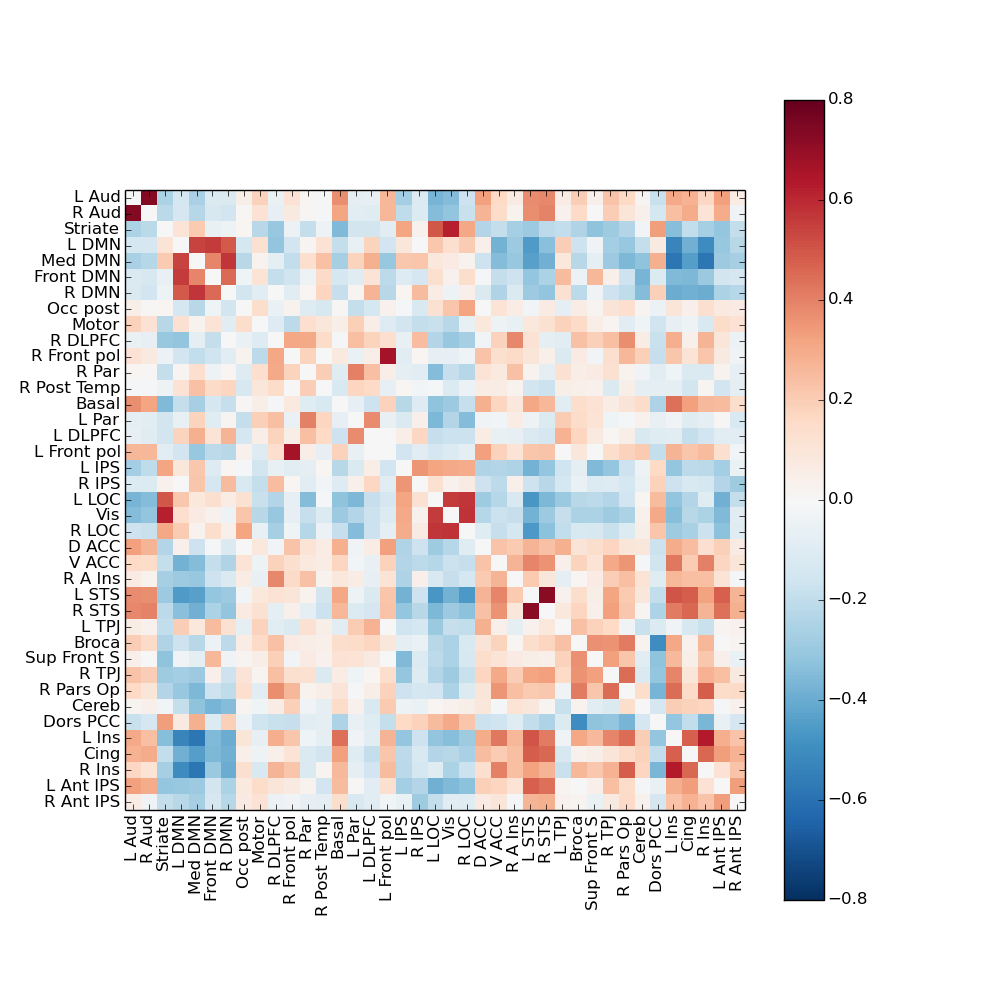 L Aud
R Aud
Striate
L DMN
Med DMN
Front DMN
R DMN
Occ post
Motor
R DLPFC
R Front pol
R Par
R Post Temp
Basal
L Par
L DLPFC
L Front pol
L IPS
R IPS
L LOC
Vis
R LOC
D ACC
V ACC
R A Ins
L STS
R STS
L TPJ
Broca
Sup Front S
R TPJ
R Pars Op
Cereb
Dors PCC
L Ins
Cing
R Ins
L Ant IPS
R Ant IPS
L Aud
R Aud
Striate
L DMN
Med DMN
Front DMN
R DMN
Occ post
Motor
R DLPFC
R Front pol
R Par
R Post Temp
Basal
L Par
L DLPFC
L Front pol
L IPS
R IPS
L LOC
Vis
R LOC
D ACC
V ACC
R A Ins
L STS
R STS
L TPJ
Broca
Sup Front S
R TPJ
R Pars Op
Cereb
Dors PCC
L Ins
Cing
R Ins
L Ant IPS
R Ant IPS
0.8
0.6
0.4
0.2
0.0
−0.2
−0.4
−0.6
−0.8